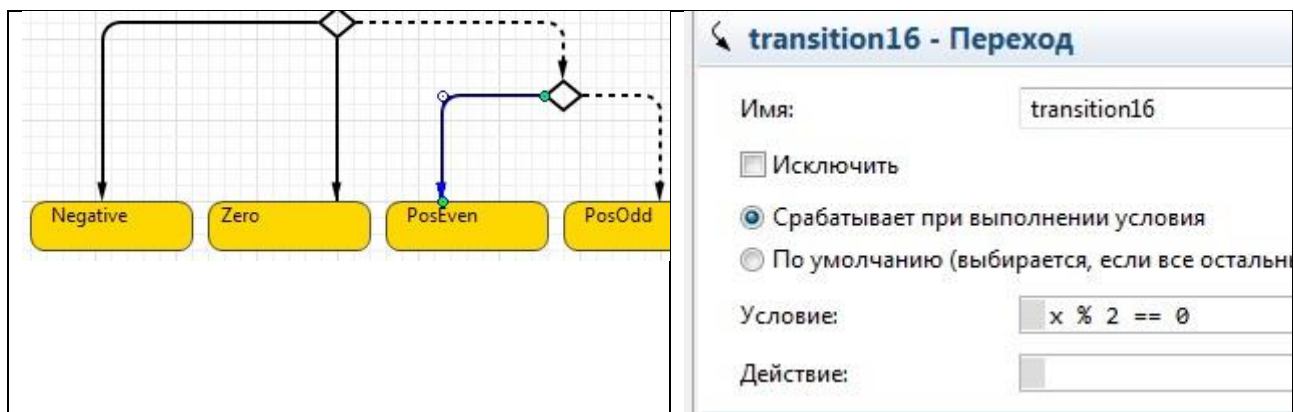 Negative
Zero
PosEven
PosOdd
transition16 - Переход
Имя:
transition16
Исключить
Срабатывает при выполнении условия
По умолчанию (выбирается, если все
Условие:
x % 2 == 0
Действие: